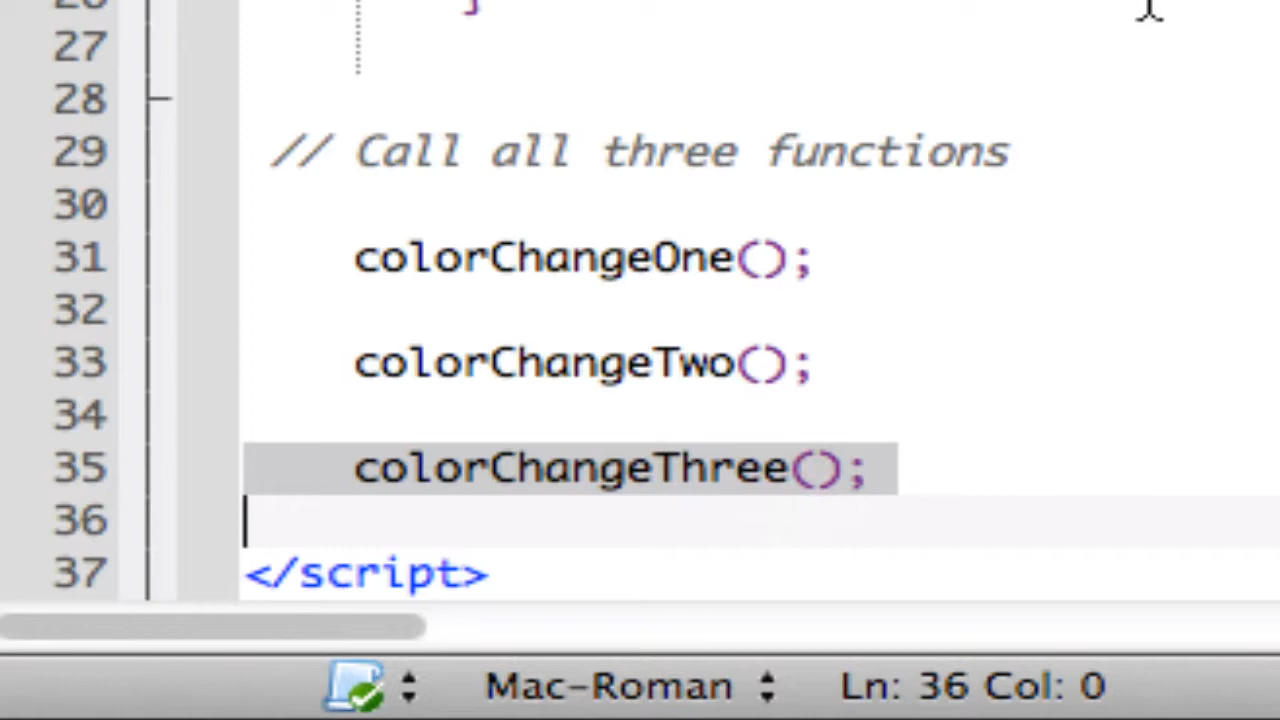 26 }
27
28
29 // Call all three functions
30
31 colorChangeOne();
32
33 colorChangeTwo();
34
35 colorChangeThree();
36
37 </script>
Mac-Roman Ln: 36 Col: 0